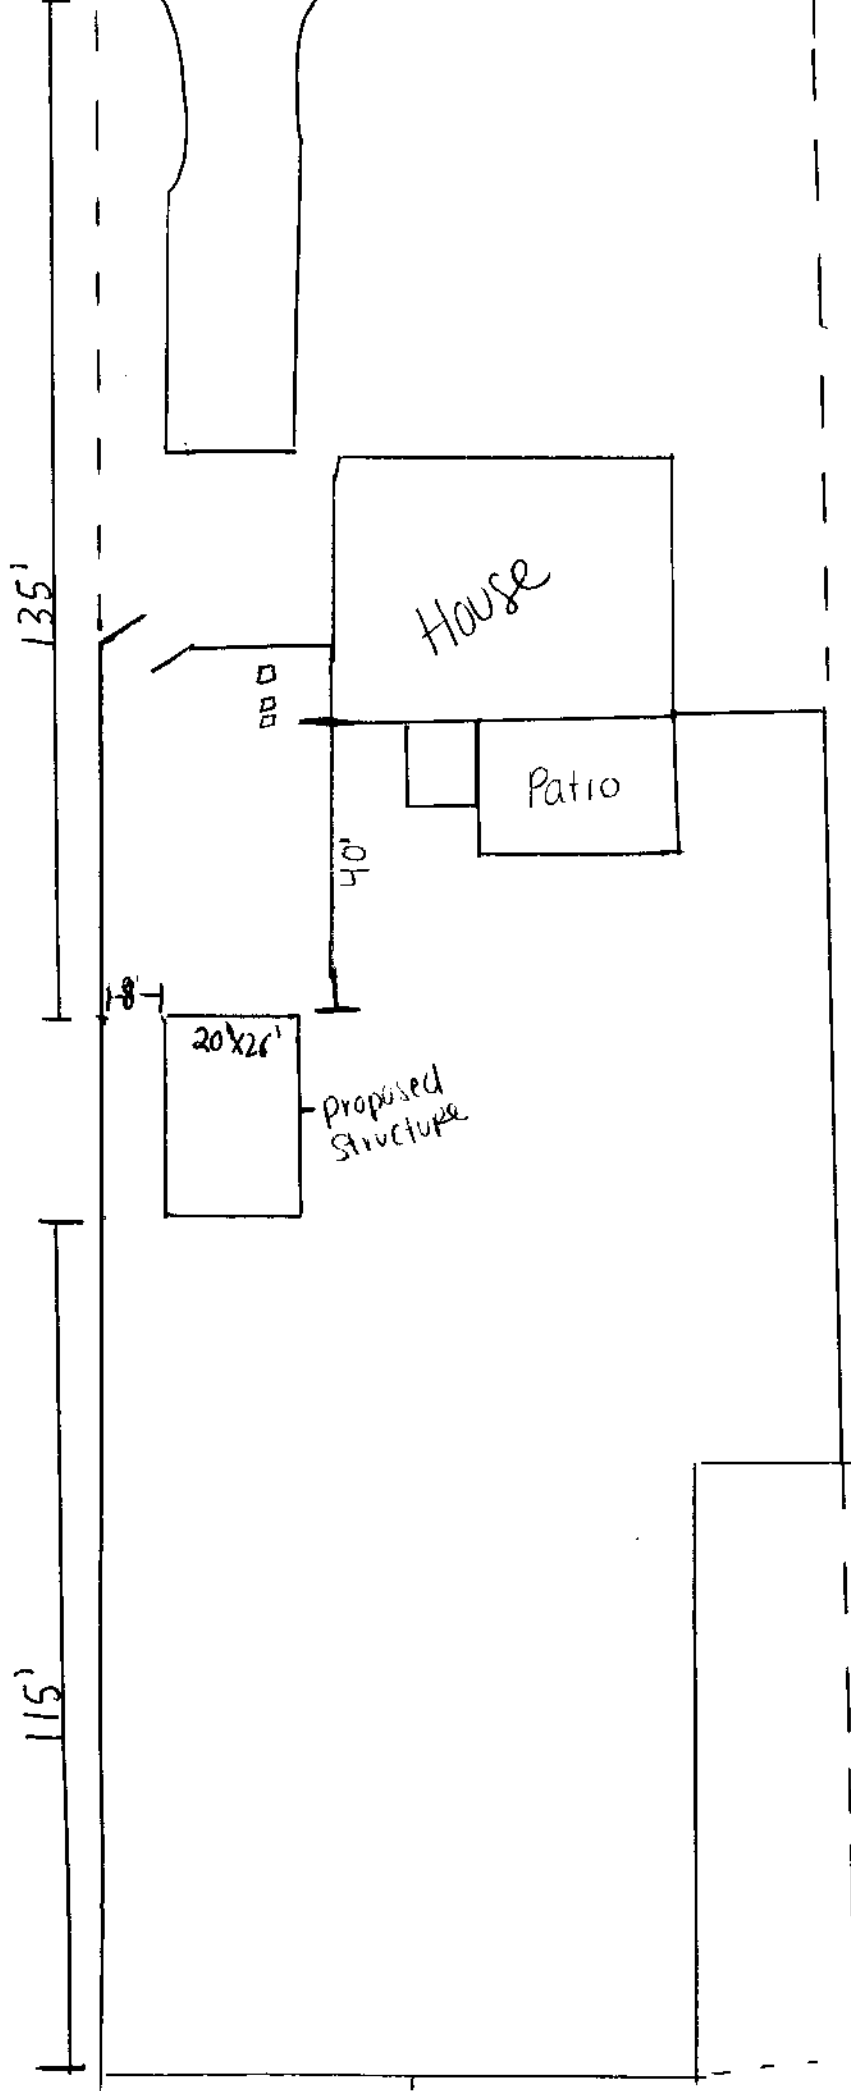 135'
House
Patio
40'
8'
20'x26'
proposed
structure
115'